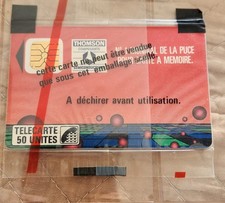 THOMSON
DE LA PUCE
A MEMOIRE.
cette carte ne peut être vendue
que sous cet emballage scellé.
A déchirer avant utilisation.
TELECARTE
50 UNITES